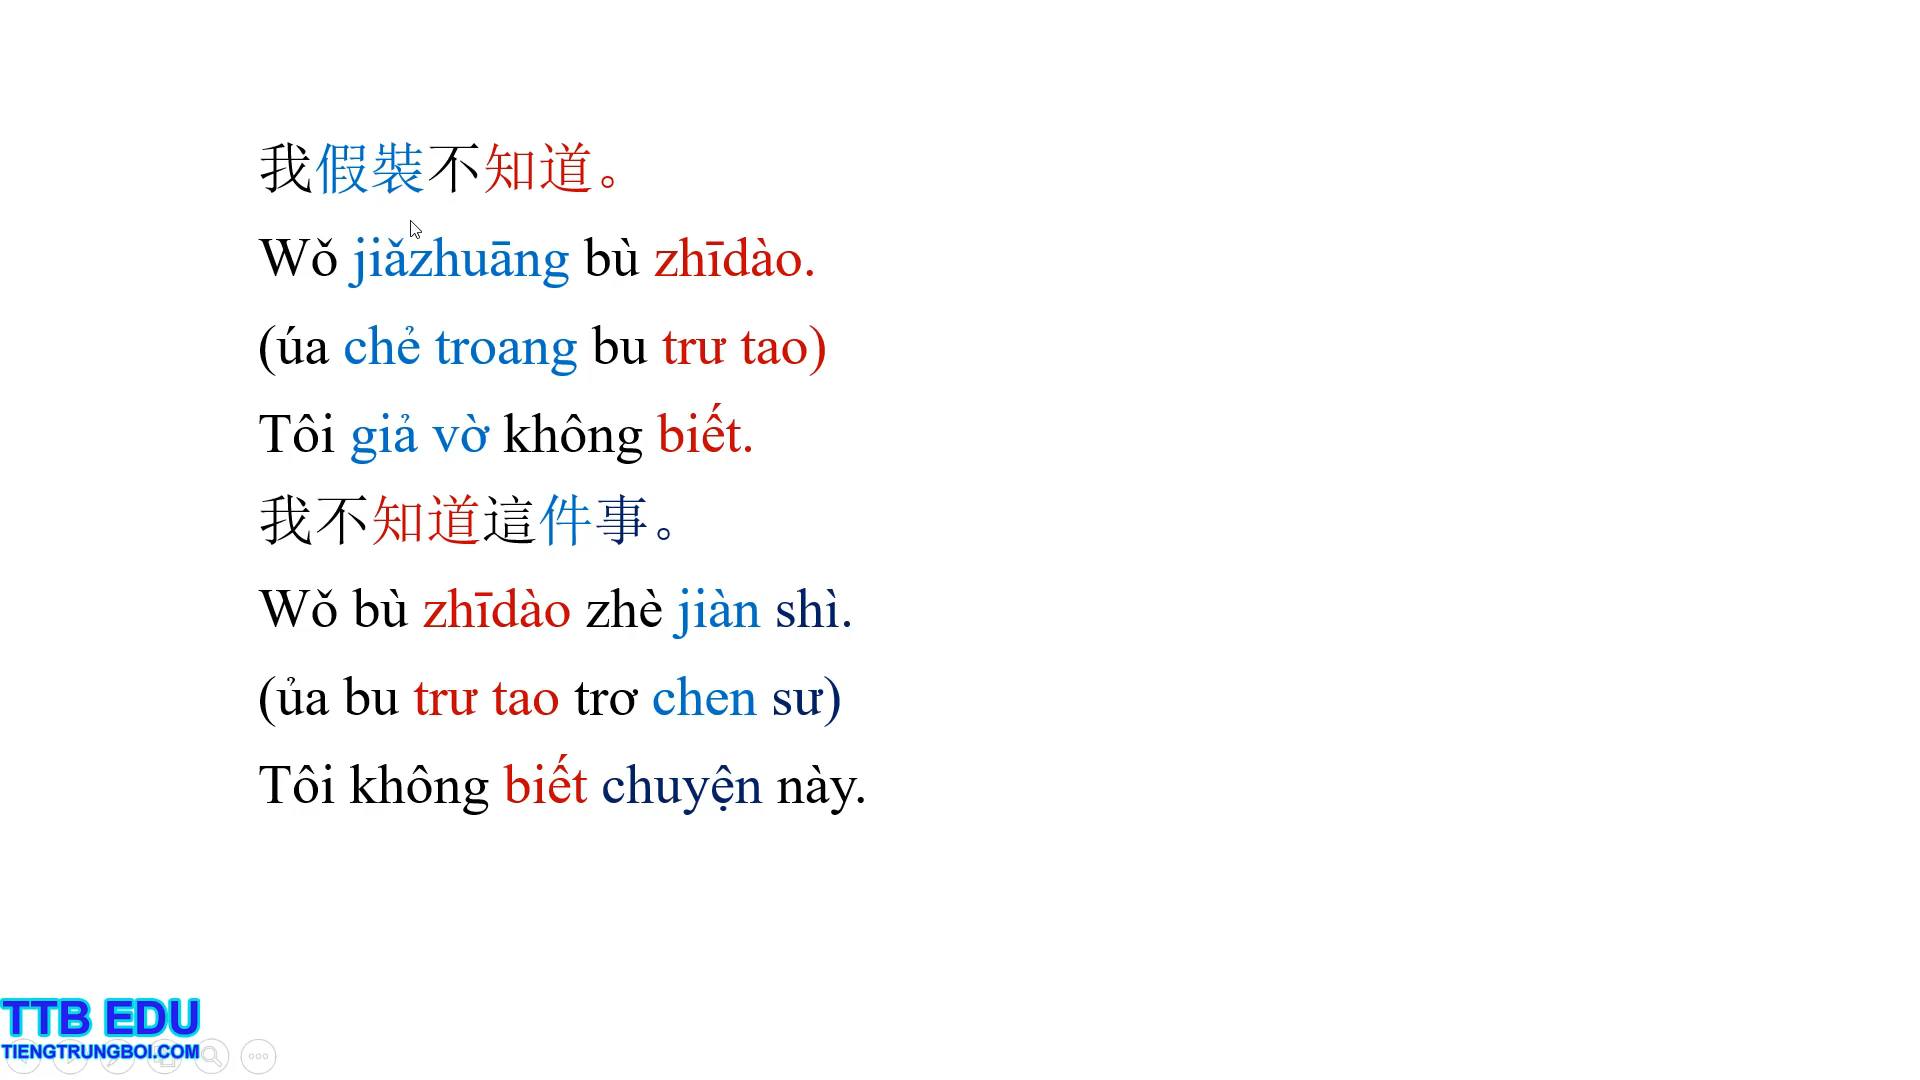 我假裝不知道。
Wǒ jiǎzhuāng bù zhīdào.
(úa chẻ troang bu trư tao)
Tôi giả vờ không biết.
我不知道這件事。
Wǒ bù zhīdào zhè jiàn shì.
(ủa bu trư tao trơ chen sư)
Tôi không biết chuyện này.
TTB EDU
TIENGTRUNGBOI.COM